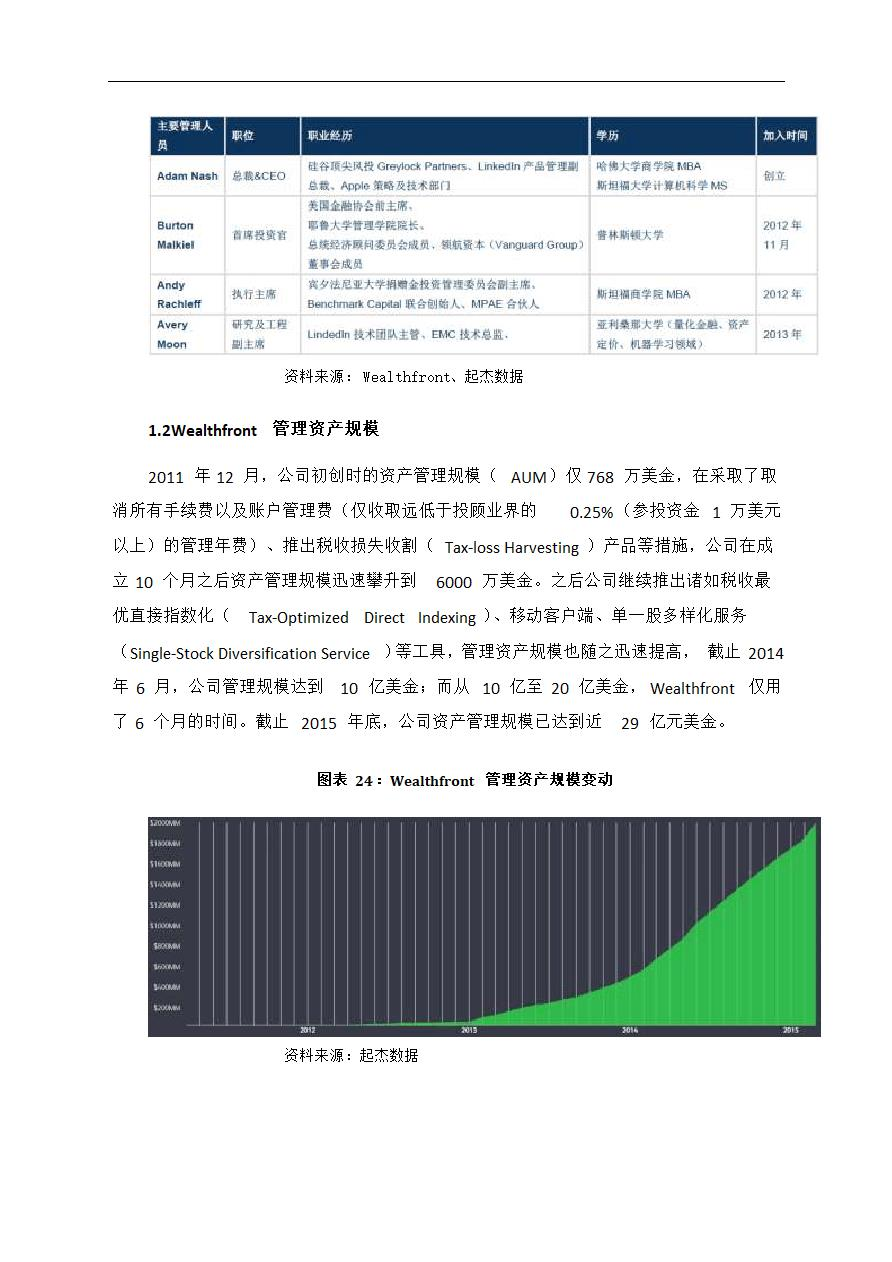 主要管理人员 职位 职业经历 学历 加入时间
Adam Nash 总裁&CEO 硅谷顶尖风投 Greylock Partners、LinkedIn 产品管理副总裁、Apple 策略及技术部门 哈佛大学商学院 MBA 斯坦福大学计算机科学 MS 创立
Burton Malkiel 首席投资官 美国金融协会前主席、耶鲁大学管理学院院长、总统经济顾问委员会成员、领航资本（Vanguard Group）董事会成员 普林斯顿大学 2012 年 11 月
Andy Rachleff 执行主席 宾夕法尼亚大学捐赠金投资管理委员会副主席、Benchmark Capital 联合创始人、MPAE 合伙人 斯坦福商学院 MBA 2012 年
Avery Moon 研究及工程副主席 LindedIn 技术团队主管、EMC 技术总监、 亚利桑那大学（量化金融、资产定价、机器学习领域） 2013 年
资料来源：Wealthfront、起杰数据
1.2Wealthfront 管理资产规模
2011 年 12 月，公司初创时的资产管理规模（ AUM）仅 768 万美金，在采取了取
消所有手续费以及账户管理费（仅收取远低于投顾业界的 0.25%（参投资金 1 万美元
以上）的管理年费）、推出税收损失收割（ Tax-loss Harvesting ）产品等措施，公司在成
立 10 个月之后资产管理规模迅速攀升到 6000 万美金。之后公司继续推出诸如税收最
优直接指数化（ Tax-Optimized Direct Indexing ）、移动客户端、单一股多样化服务
（Single-Stock Diversification Service ）等工具，管理资产规模也随之迅速提高， 截止 2014
年 6 月，公司管理规模达到 10 亿美金；而从 10 亿至 20 亿美金， Wealthfront 仅用
了 6 个月的时间。截止 2015 年底，公司资产管理规模已达到近 29 亿元美金。
图表 24：Wealthfront 管理资产规模变动
$2000MM
$1800MM
$1600MM
$1400MM
$1200MM
$1000MM
$800MM
$600MM
$400MM
$200MM
2012 2013 2014 2015
资料来源：起杰数据